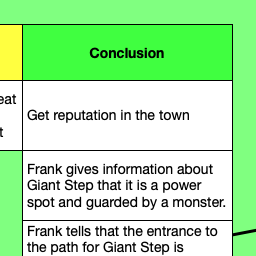 Conclusion
eat
Get reputation in the town
t
Frank gives information about
Giant Step that it is a power
spot and guarded by a monster.
Frank tells that the entrance to
the path for Giant Step is